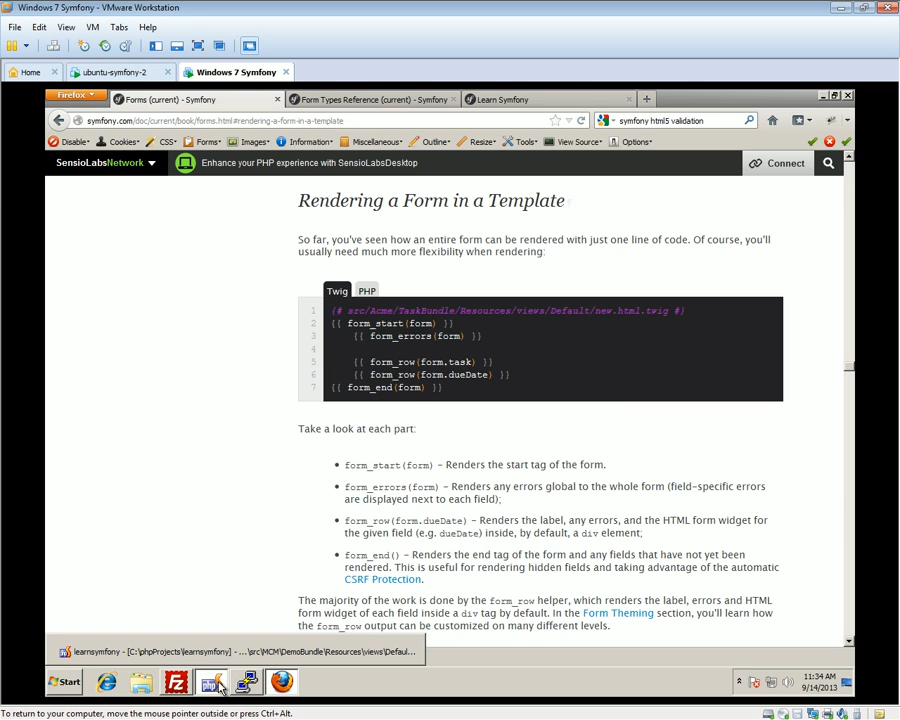 Windows 7 Symfony - VMware Workstation
File Edit View VM Tabs Help
Home ubuntu-symfony-2 Windows 7 Symfony
Firefox Forms (current) - Symfony Form Types Reference (current) - Symfony Learn Symfony
symfony.com/doc/current/book/forms.html#rendering-a-form-in-a-template symfony html5 validation
Disable Cookies CSS Forms Images Information Miscellaneous Outline Resize Tools View Source Options
SensioLabsNetwork Enhance your PHP experience with SensioLabsDesktop Connect
Rendering a Form in a Template
So far, you've seen how an entire form can be rendered with just one line of code. Of course, you'll
usually need much more flexibility when rendering:
Twig PHP
1 {# src/Acme/TaskBundle/Resources/views/Default/new.html.twig #}
2 {{ form_start(form) }}
3 {{ form_errors(form) }}
4
5 {{ form_row(form.task) }}
6 {{ form_row(form.dueDate) }}
7 {{ form_end(form) }}
Take a look at each part:
• form_start(form) - Renders the start tag of the form.
• form_errors(form) - Renders any errors global to the whole form (field-specific errors
are displayed next to each field);
• form_row(form.dueDate) - Renders the label, any errors, and the HTML form widget for
the given field (e.g. dueDate) inside, by default, a div element;
• form_end() - Renders the end tag of the form and any fields that have not yet been
rendered. This is useful for rendering hidden fields and taking advantage of the automatic
CSRF Protection.
The majority of the work is done by the form_row helper, which renders the label, errors and HTML
form widget of each field inside a div tag by default. In the Form Theming section, you'll learn how
the form_row output can be customized on many different levels.
learnsymfony - [C:\phpProjects\learnsymfony] - ...\src\MCM\DemoBundle\Resources\views\Defaul...
Start 11:34 AM
9/14/2013
To return to your computer, move the mouse pointer outside or press Ctrl+Alt.